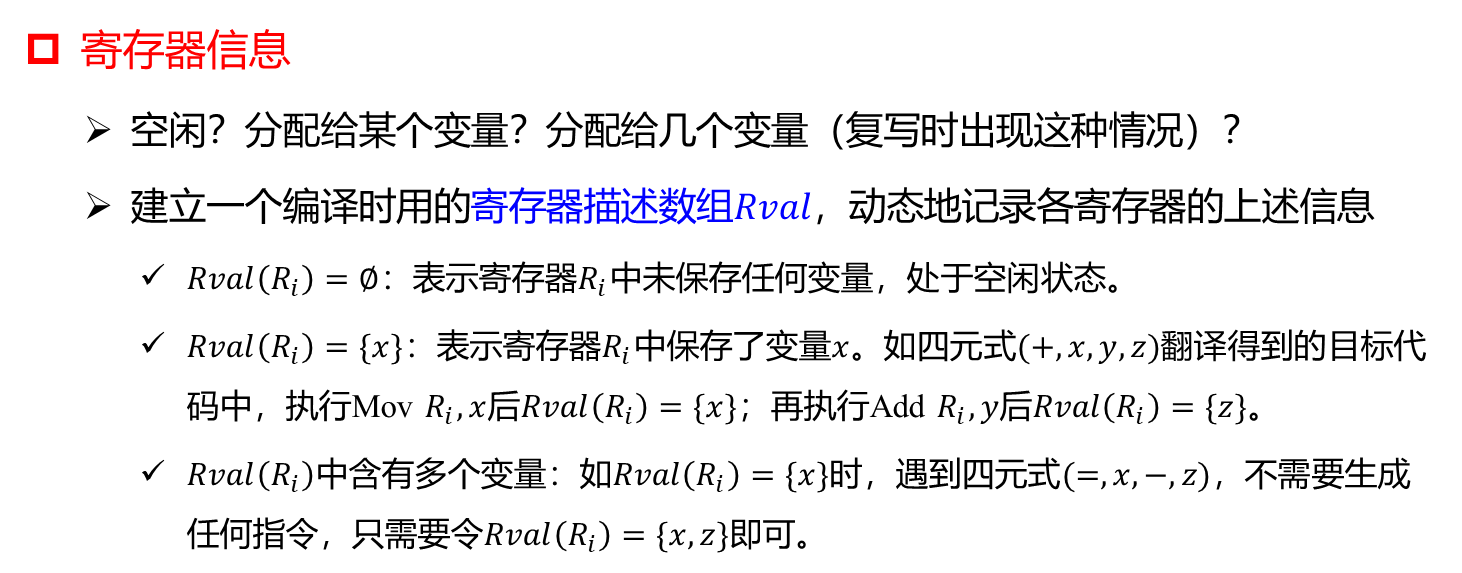 寄存器信息
空闲？分配给某个变量？分配给几个变量（复写时出现这种情况）？
建立一个编译时用的寄存器描述数组Rval，动态地记录各寄存器的上述信息
Rval(Rᵢ) = ∅：表示寄存器Rᵢ中未保存任何变量，处于空闲状态。
Rval(Rᵢ) = {x}：表示寄存器Rᵢ中保存了变量x。如四元式(+, x, y, z)翻译得到的目标代
码中，执行Mov Rᵢ, x后Rval(Rᵢ) = {x}；再执行Add Rᵢ, y后Rval(Rᵢ) = {z}。
Rval(Rᵢ)中含有多个变量：如Rval(Rᵢ) = {x}时，遇到四元式(=, x, −, z)，不需要生成
任何指令，只需要令Rval(Rᵢ) = {x, z}即可。